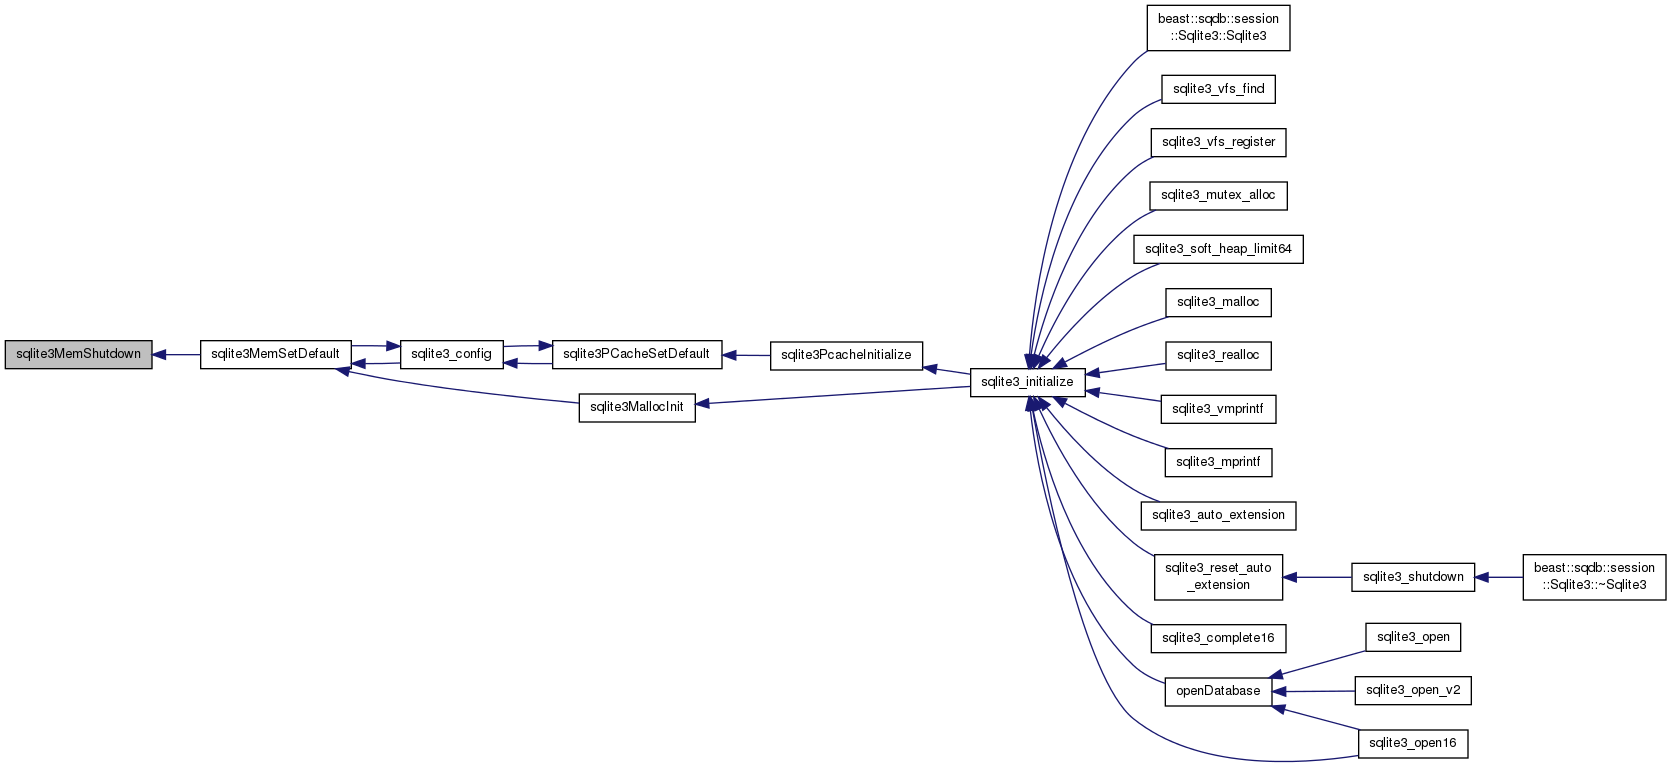 sqlite3MemShutdown
sqlite3MemSetDefault
sqlite3_config
sqlite3PCacheSetDefault
sqlite3PcacheInitialize
sqlite3MallocInit
sqlite3_initialize
beast::sqdb::session
::Sqlite3::Sqlite3
sqlite3_vfs_find
sqlite3_vfs_register
sqlite3_mutex_alloc
sqlite3_soft_heap_limit64
sqlite3_malloc
sqlite3_realloc
sqlite3_vmprintf
sqlite3_mprintf
sqlite3_auto_extension
sqlite3_reset_auto
_extension
sqlite3_shutdown
beast::sqdb::session
::Sqlite3::~Sqlite3
sqlite3_complete16
openDatabase
sqlite3_open
sqlite3_open_v2
sqlite3_open16